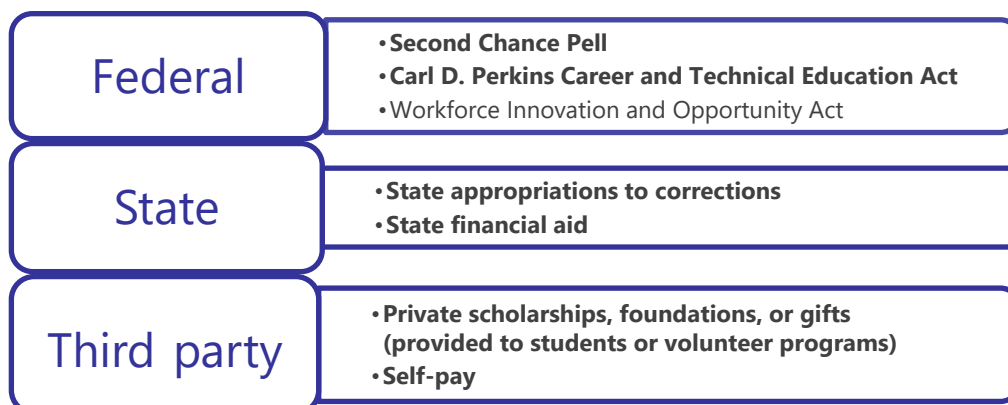 Federal
•Second Chance Pell
•Carl D. Perkins Career and Technical Education Act
•Workforce Innovation and Opportunity Act
State
•State appropriations to corrections
•State financial aid
Third party
•Private scholarships, foundations, or gifts
(provided to students or volunteer programs)
•Self-pay